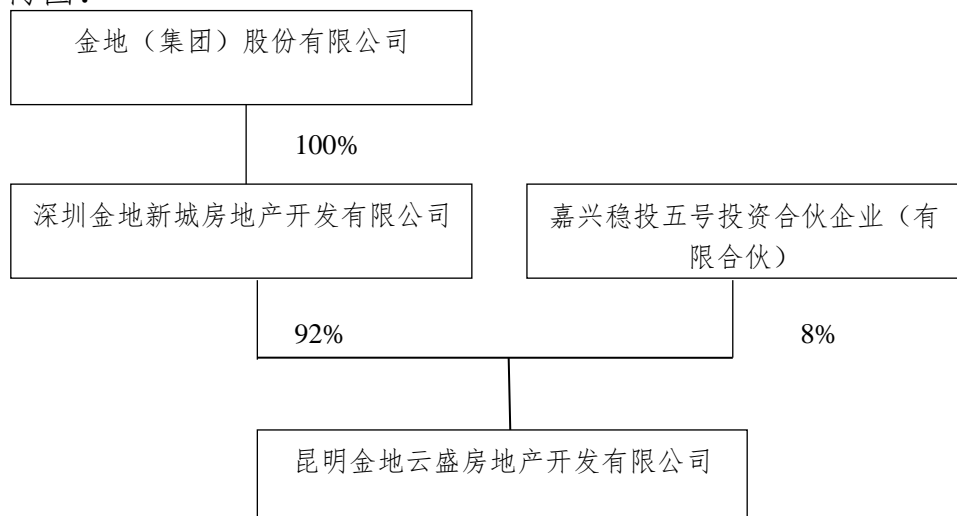 金地（集团）股份有限公司
100%
深圳金地新城房地产开发有限公司
嘉兴稳投五号投资合伙企业（有
限合伙）
92%
8%
昆明金地云盛房地产开发有限公司